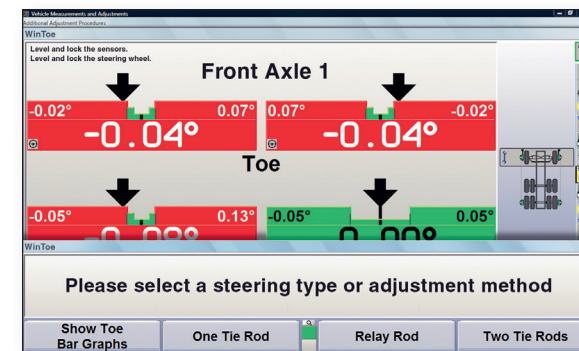 Vehicle Measurements and Adjustments
Additional Adjustment Procedures
WinToe
Level and lock the sensors.
Level and lock the steering wheel.
Front Axle 1
-0.02° 0.07° 0.07° -0.02°
-0.04° -0.04°
Toe
-0.05° 0.13° -0.05° 0.05°
WinToe
Please select a steering type or adjustment method
Show Toe
Bar Graphs
One Tie Rod
Relay Rod
Two Tie Rods